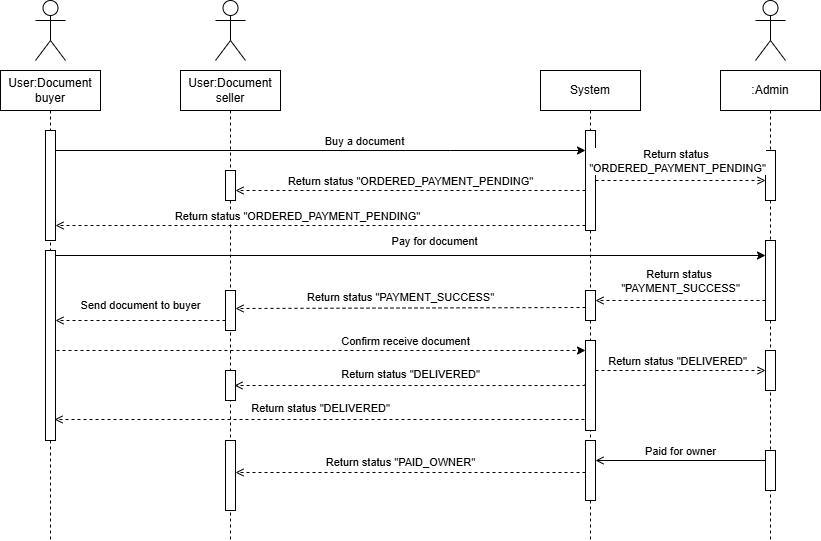 User:Document
buyer
User:Document
seller
System
:Admin
Buy a document
Return status
"ORDERED_PAYMENT_PENDING"
Return status "ORDERED_PAYMENT_PENDING"
Return status "ORDERED_PAYMENT_PENDING"
Pay for document
Return status
"PAYMENT_SUCCESS"
Return status "PAYMENT_SUCCESS"
Send document to buyer
Confirm receive document
Return status "DELIVERED"
Return status "DELIVERED"
Return status "DELIVERED"
Paid for owner
Return status "PAID_OWNER"